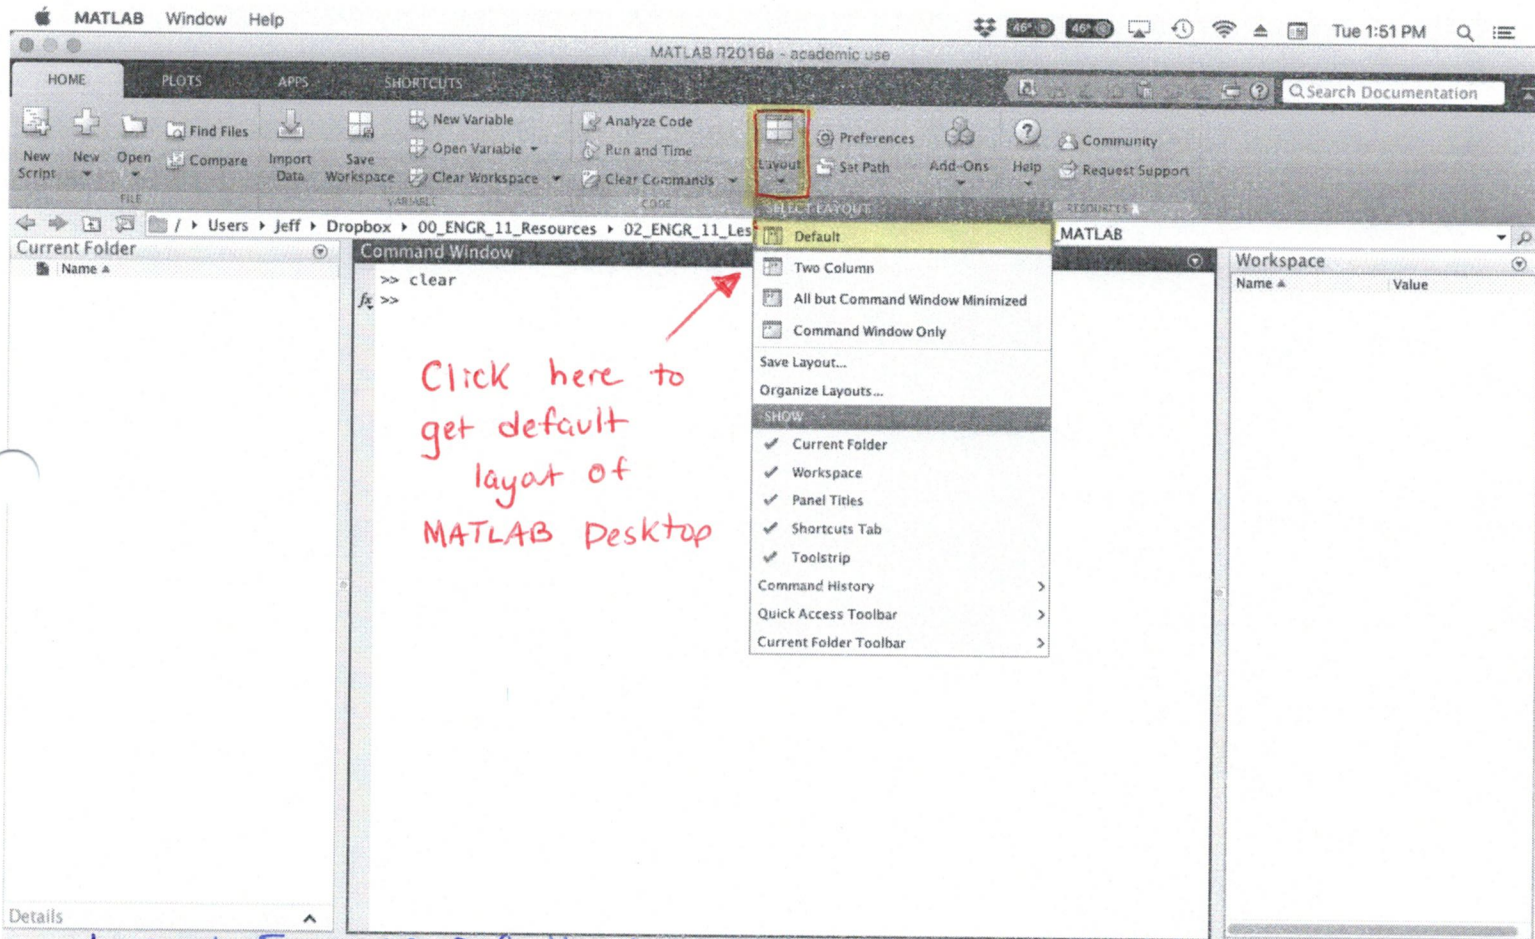 MATLAB Window Help
46° 46° Tue 1:51 PM
MATLAB R2016a - academic use
HOME PLOTS APPS SHORTCUTS
Search Documentation
New Script
New
Open
Find Files
Compare
Import Data
Save Workspace
New Variable
Open Variable
Clear Workspace
Analyze Code
Run and Time
Clear Commands
Layout
Preferences
Set Path
Add-Ons
Help
Community
Request Support
FILE VARIABLE CODE SELECT LAYOUT RESOURCES
/ Users jeff Dropbox 00_ENGR_11_Resources 02_ENGR_11_Les _MATLAB
Current Folder
Name
Command Window
>> clear
fx >>
Click here to
get default
layout of
MATLAB Desktop
Default
Two Column
All but Command Window Minimized
Command Window Only
Save Layout...
Organize Layouts...
SHOW
Current Folder
Workspace
Panel Titles
Shortcuts Tab
Toolstrip
Command History
Quick Access Toolbar
Current Folder Toolbar
Workspace
Name Value
Details